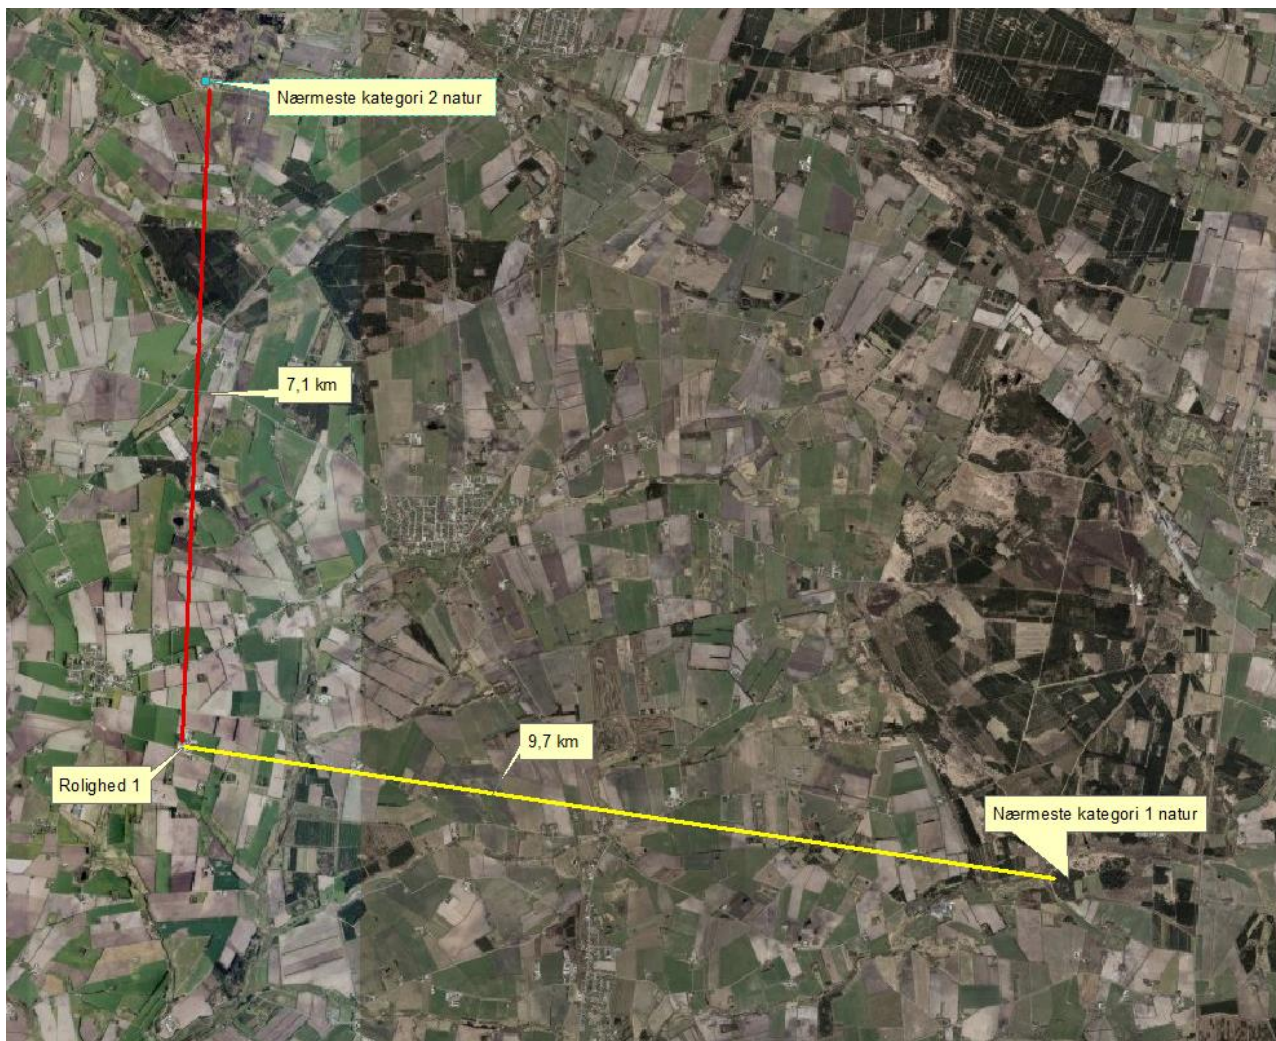 Nærmeste kategori 2 natur
7,1 km
9,7 km
Rolighed 1
Nærmeste kategori 1 natur